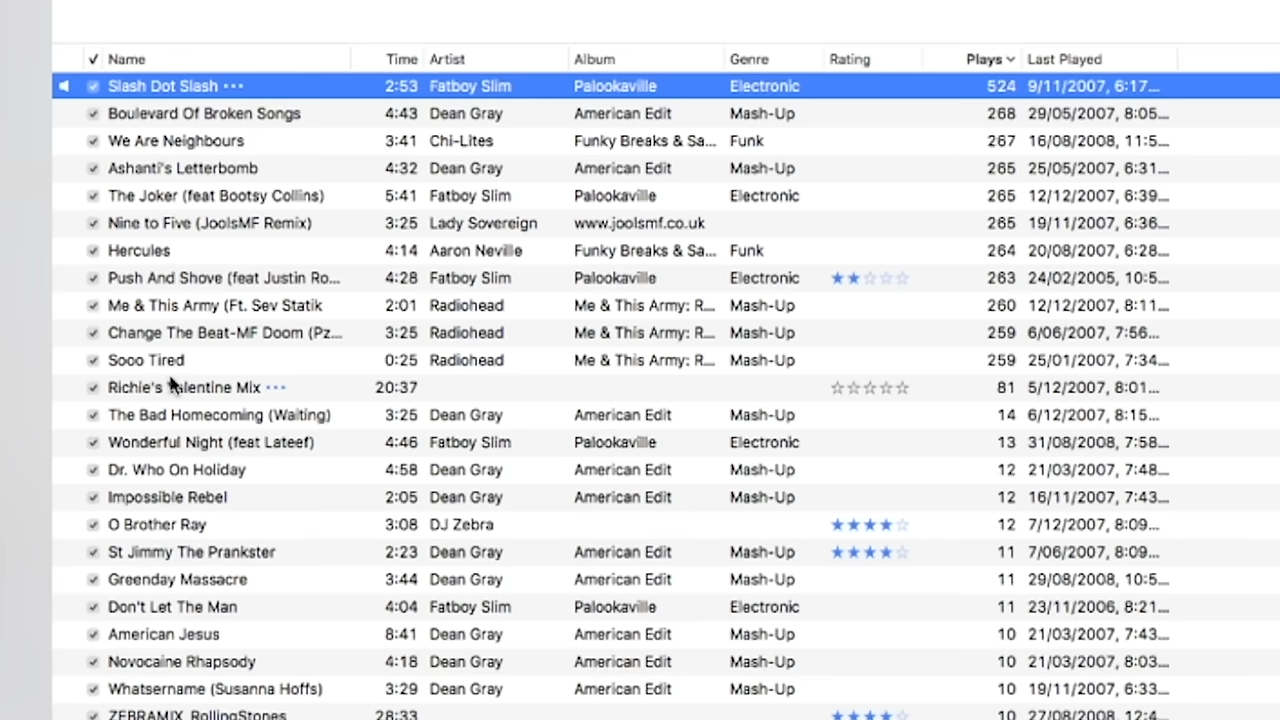 ✓ Name Time Artist Album Genre Rating Plays Last Played
Slash Dot Slash ••• 2:53 Fatboy Slim Palookaville Electronic 524 9/11/2007, 6:17...
Boulevard Of Broken Songs 4:43 Dean Gray American Edit Mash-Up 268 29/05/2007, 8:05...
We Are Neighbours 3:41 Chi-Lites Funky Breaks & Sa... Funk 267 16/08/2008, 11:5...
Ashanti's Letterbomb 4:32 Dean Gray American Edit Mash-Up 265 25/05/2007, 6:31...
The Joker (feat Bootsy Collins) 5:41 Fatboy Slim Palookaville Electronic 265 12/12/2007, 6:39...
Nine to Five (JoolsMF Remix) 3:25 Lady Sovereign www.joolsmf.co.uk 265 19/11/2007, 6:36...
Hercules 4:14 Aaron Neville Funky Breaks & Sa... Funk 264 20/08/2007, 6:28...
Push And Shove (feat Justin Ro... 4:28 Fatboy Slim Palookaville Electronic ★★☆☆☆ 263 24/02/2005, 10:5...
Me & This Army (Ft. Sev Statik 2:01 Radiohead Me & This Army: R... Mash-Up 260 12/12/2007, 8:11...
Change The Beat-MF Doom (Pz... 3:25 Radiohead Me & This Army: R... Mash-Up 259 6/06/2007, 7:56...
Sooo Tired 0:25 Radiohead Me & This Army: R... Mash-Up 259 25/01/2007, 7:34...
Richie's Valentine Mix ••• 20:37 ☆☆☆☆☆ 81 5/12/2007, 8:01...
The Bad Homecoming (Waiting) 3:25 Dean Gray American Edit Mash-Up 14 6/12/2007, 8:15...
Wonderful Night (feat Lateef) 4:46 Fatboy Slim Palookaville Electronic 13 31/08/2008, 7:58...
Dr. Who On Holiday 4:58 Dean Gray American Edit Mash-Up 12 21/03/2007, 7:48...
Impossible Rebel 2:05 Dean Gray American Edit Mash-Up 12 16/11/2007, 7:43...
O Brother Ray 3:08 DJ Zebra ★★★★☆ 12 7/12/2007, 8:09...
St Jimmy The Prankster 2:23 Dean Gray American Edit Mash-Up ★★★★☆ 11 7/06/2007, 8:09...
Greenday Massacre 3:44 Dean Gray American Edit Mash-Up 11 29/08/2008, 10:5...
Don't Let The Man 4:04 Fatboy Slim Palookaville Electronic 11 23/11/2006, 8:21...
American Jesus 8:41 Dean Gray American Edit Mash-Up 10 21/03/2007, 7:43...
Novocaine Rhapsody 4:18 Dean Gray American Edit Mash-Up 10 21/03/2007, 8:03...
Whatsername (Susanna Hoffs) 3:29 Dean Gray American Edit Mash-Up 10 19/11/2007, 6:33...
ZEBRAMIX_RollingStones 28:33 ★★★★☆ 10 27/08/2008, 12:4...